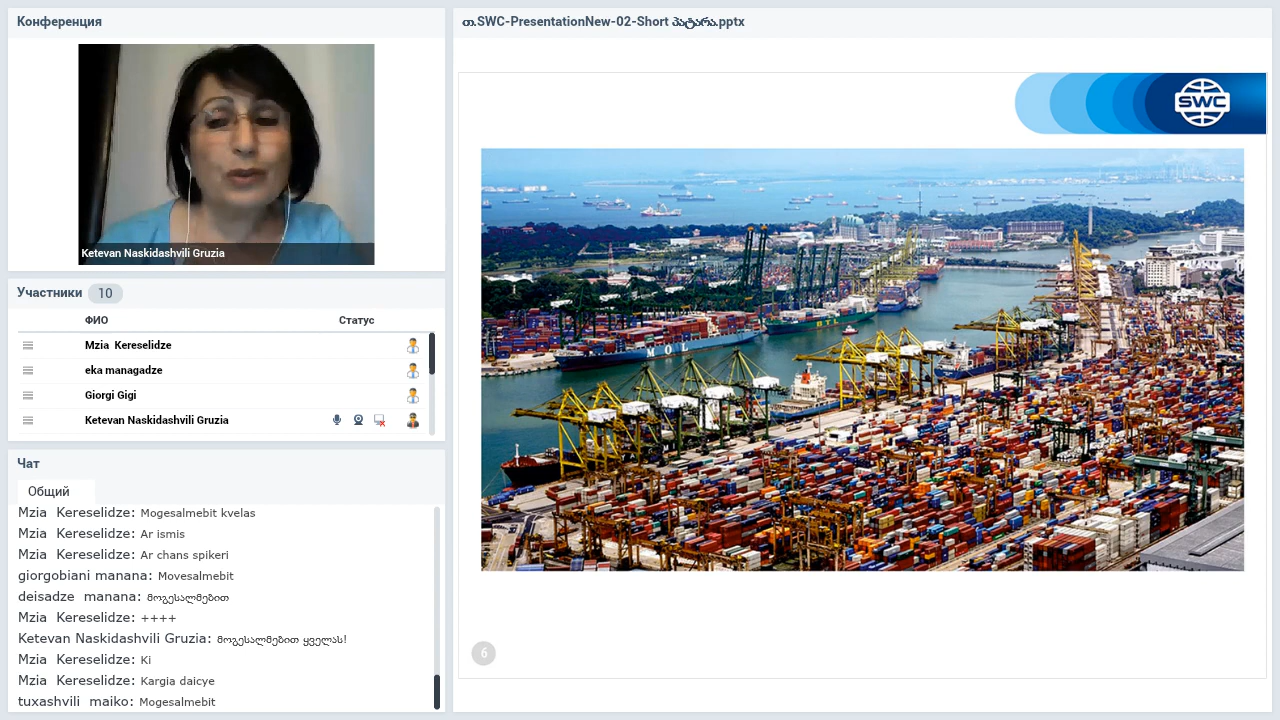 Конференция
Ketevan Naskidashvili Gruzia
Участники 10
ФИО Статус
Mzia Kereselidze
eka managadze
Giorgi Gigi
Ketevan Naskidashvili Gruzia
Чат
Общий
Mzia Kereselidze: Mogesalmebit kvelas
Mzia Kereselidze: Ar ismis
Mzia Kereselidze: Ar chans spikeri
giorgobiani manana: Movesalmebit
deisadze manana: მოგესალმებით
Mzia Kereselidze: ++++
Ketevan Naskidashvili Gruzia: მოგესალმებით ყველას!
Mzia Kereselidze: Ki
Mzia Kereselidze: Kargia daicye
tuxashvili maiko: Mogesalmebit
თ.SWC-PresentationNew-02-Short პატარა.pptx
SWC
MOL
6